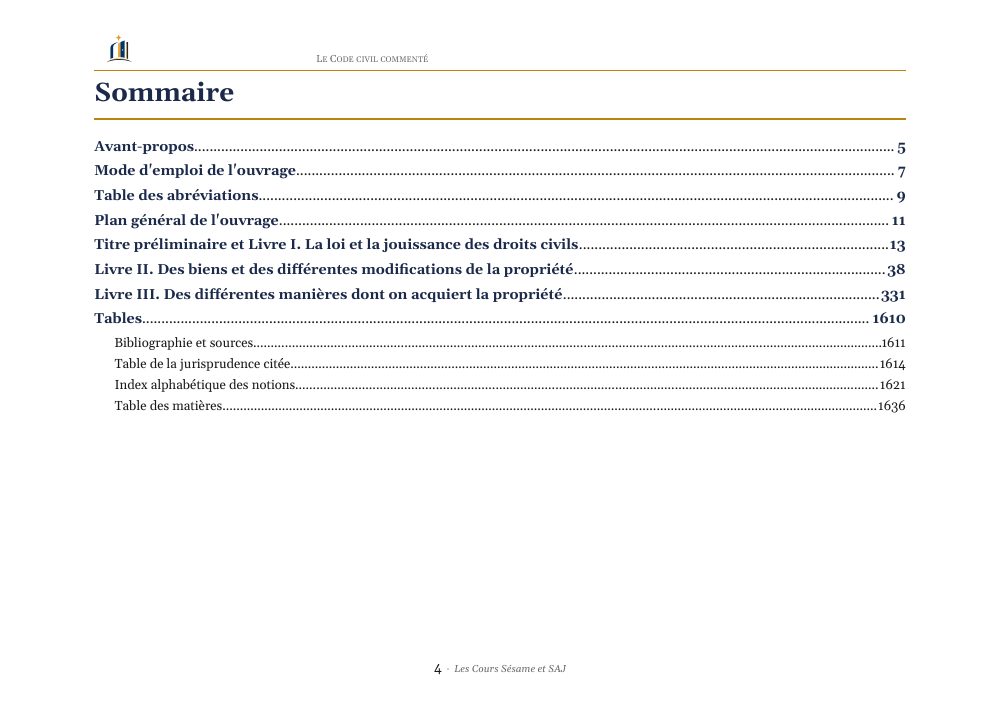 Le Code civil commenté
Sommaire
Avant-propos........ 5
Mode d'emploi de l'ouvrage........ 7
Table des abréviations........ 9
Plan général de l'ouvrage........ 11
Titre préliminaire et Livre I. La loi et la jouissance des droits civils........ 13
Livre II. Des biens et des différentes modifications de la propriété........ 38
Livre III. Des différentes manières dont on acquiert la propriété........ 331
Tables........ 1610
Bibliographie et sources........ 1611
Table de la jurisprudence citée........ 1614
Index alphabétique des notions........ 1621
Table des matières........ 1636
4 · Les Cours Sésame et SAJ